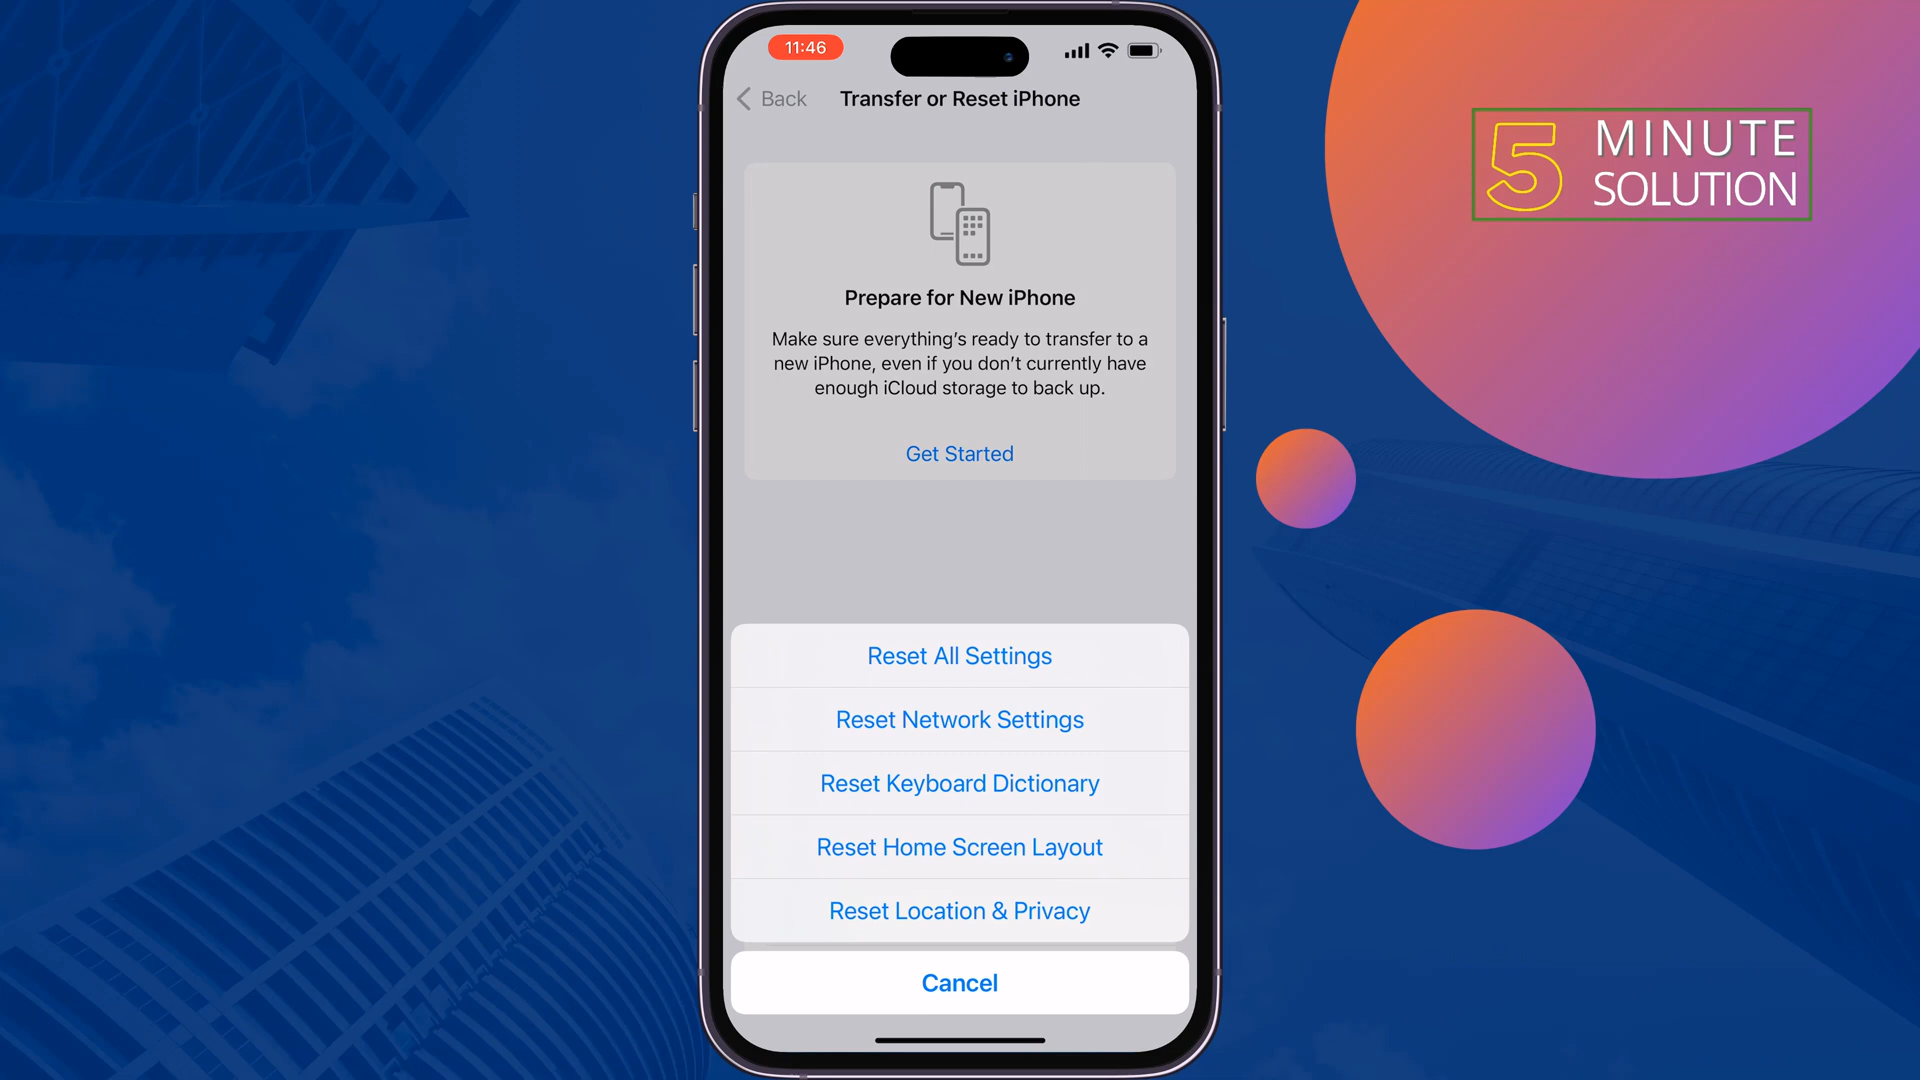 11:46
Back
Transfer or Reset iPhone
5 MINUTE
SOLUTION
Prepare for New iPhone
Make sure everything's ready to transfer to a
new iPhone, even if you don't currently have
enough iCloud storage to back up.
Get Started
Reset All Settings
Reset Network Settings
Reset Keyboard Dictionary
Reset Home Screen Layout
Reset Location & Privacy
Cancel